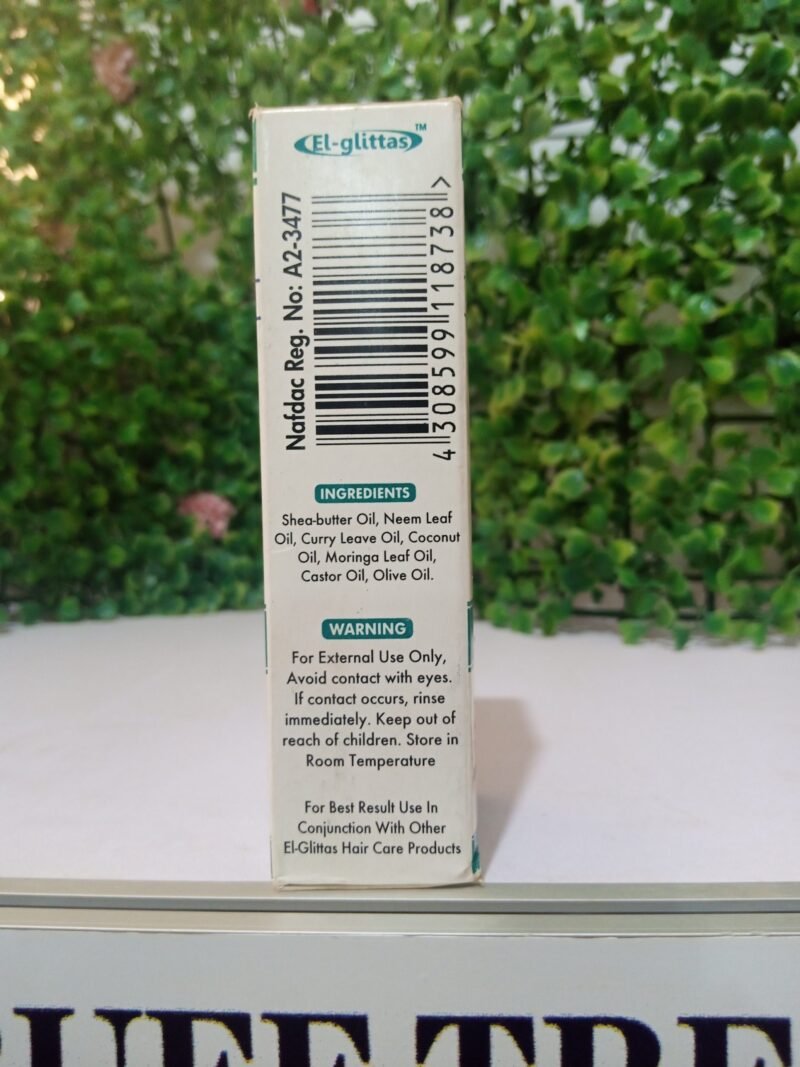 El-glittas™
Nafdac Reg. No: A2-3477
4 308599 118738 >
INGREDIENTS
Shea-butter Oil, Neem Leaf
Oil, Curry Leave Oil, Coconut
Oil, Moringa Leaf Oil,
Castor Oil, Olive Oil.
WARNING
For External Use Only,
Avoid contact with eyes.
If contact occurs, rinse
immediately. Keep out of
reach of children. Store in
Room Temperature
For Best Result Use In
Conjunction With Other
El-Glittas Hair Care Products